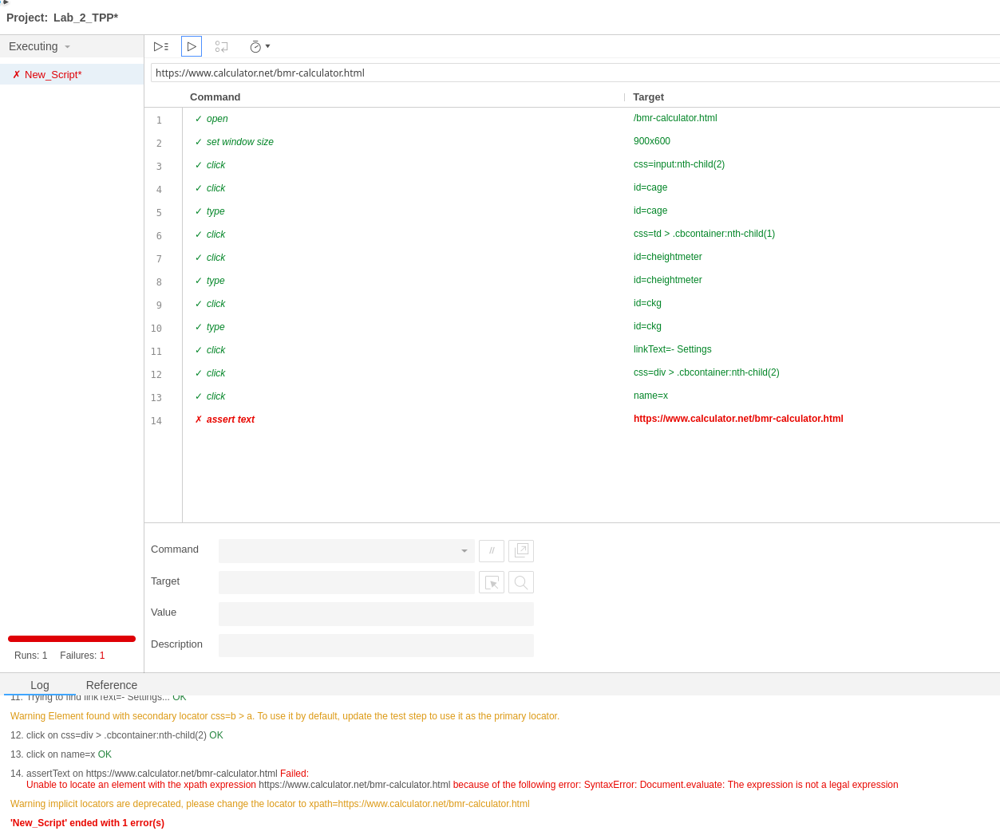 Project: Lab_2_TPP*
Executing
✗ New_Script*
https://www.calculator.net/bmr-calculator.html
Command Target
1 ✓ open /bmr-calculator.html
2 ✓ set window size 900x600
3 ✓ click css=input:nth-child(2)
4 ✓ click id=cage
5 ✓ type id=cage
6 ✓ click css=td > .cbcontainer:nth-child(1)
7 ✓ click id=cheightmeter
8 ✓ type id=cheightmeter
9 ✓ click id=ckg
10 ✓ type id=ckg
11 ✓ click linkText=- Settings
12 ✓ click css=div > .cbcontainer:nth-child(2)
13 ✓ click name=x
14 ✗ assert text https://www.calculator.net/bmr-calculator.html
Command //
Target
Value
Description
Runs: 1 Failures: 1
Log Reference
11. Trying to find linkText=- Settings... OK
Warning Element found with secondary locator css=b > a. To use it by default, update the test step to use it as the primary locator.
12. click on css=div > .cbcontainer:nth-child(2) OK
13. click on name=x OK
14. assertText on https://www.calculator.net/bmr-calculator.html Failed:
Unable to locate an element with the xpath expression https://www.calculator.net/bmr-calculator.html because of the following error: SyntaxError: Document.evaluate: The expression is not a legal expression
Warning implicit locators are deprecated, please change the locator to xpath=https://www.calculator.net/bmr-calculator.html
'New_Script' ended with 1 error(s)